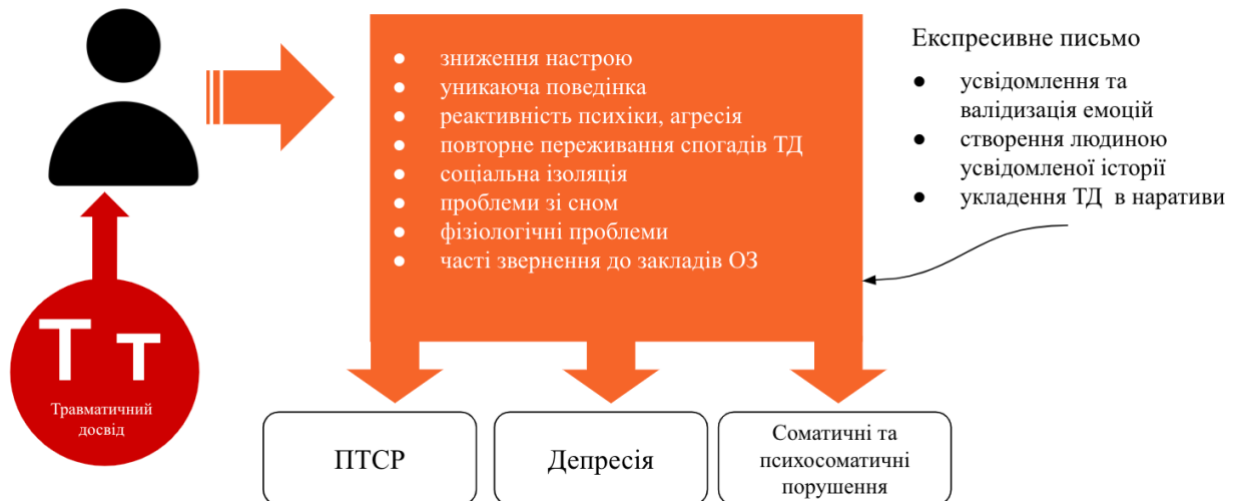 зниження настрою
уникаюча поведінка
реактивність психіки, агресія
повторне переживання спогадів ТД
соціальна ізоляція
проблеми зі сном
фізіологічні проблеми
часті звернення до закладів ОЗ
Експресивне письмо
усвідомлення та
валідизація емоцій
створення людиною
усвідомленої історії
укладення ТД в наративи
Т т
Травматичний
досвід
ПТСР
Депресія
Соматичні та
психосоматичні
порушення